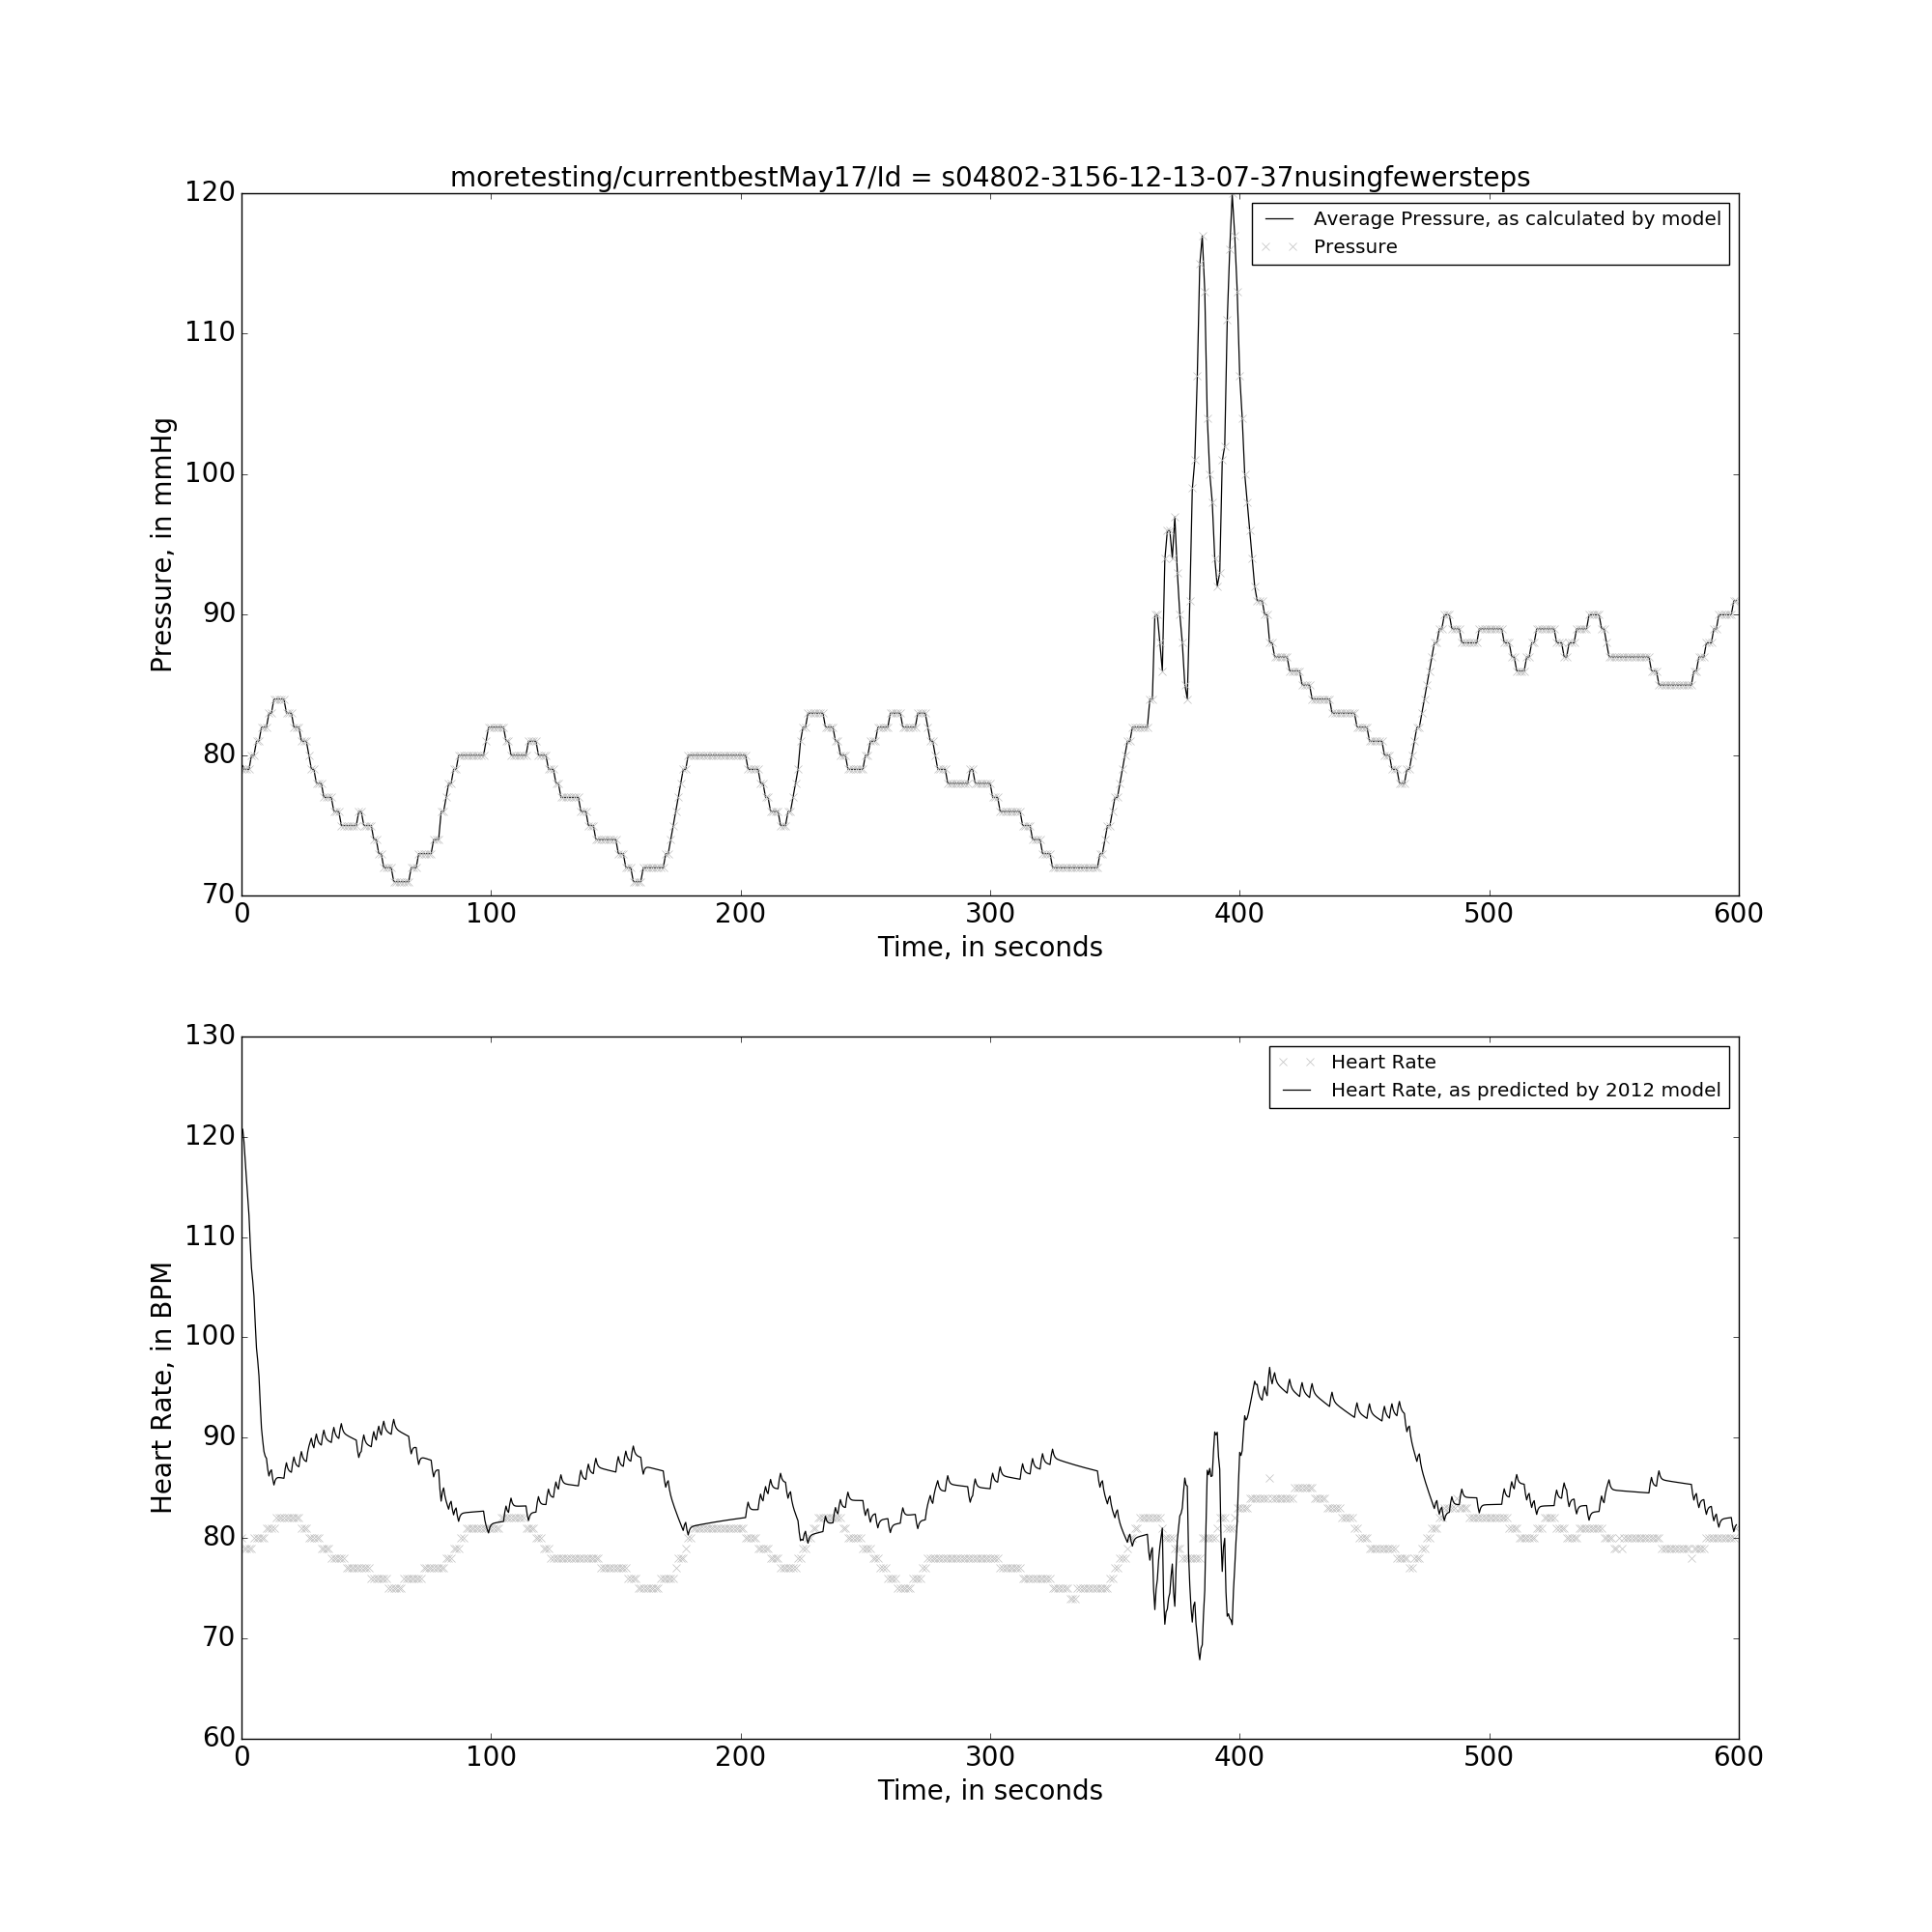 moretesting/currentbestMay17/Id = s04802-3156-12-13-07-37nusingfewersteps
120
110
100
90
80
70
Pressure, in mmHg
Average Pressure, as calculated by model
Pressure
0 100 200 300 400 500 600
Time, in seconds
130
120
110
100
90
80
70
60
Heart Rate, in BPM
Heart Rate
Heart Rate, as predicted by 2012 model
0 100 200 300 400 500 600
Time, in seconds